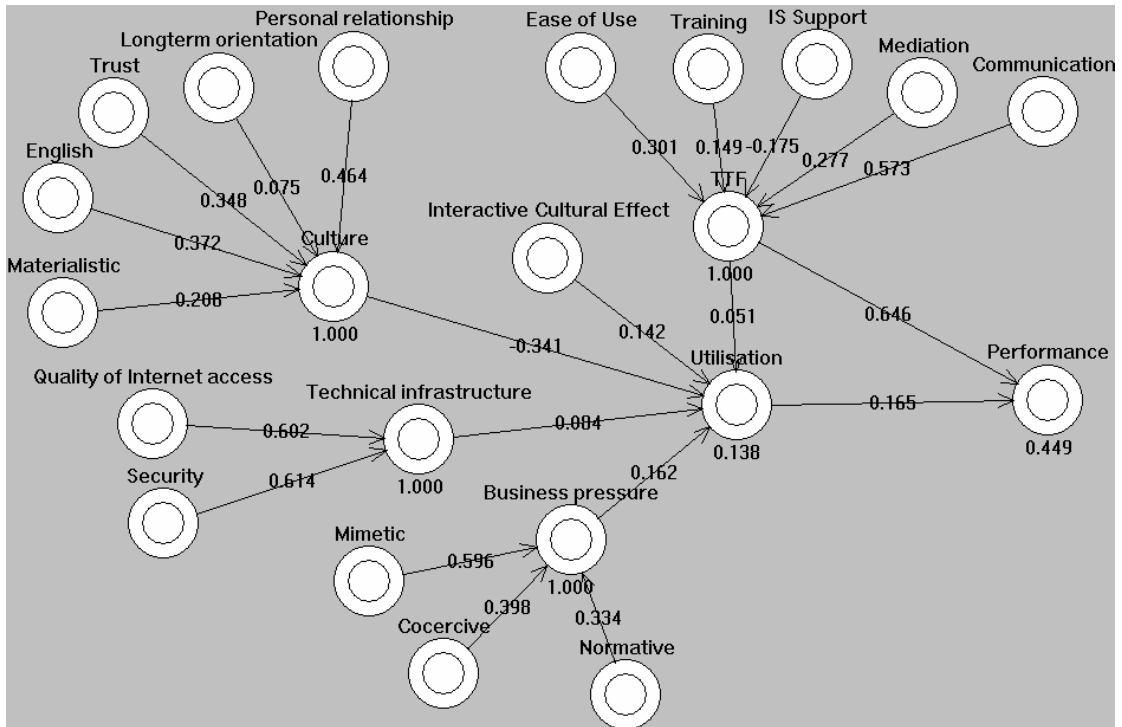 Personal relationship
Longterm orientation
Trust
English
Materialistic
0.464
0.075
0.348
0.372
0.208
Culture
1.000
Ease of Use
Training
IS Support
Mediation
Communication
0.301
0.149
-0.175
0.277
0.573
TTF
1.000
Interactive Cultural Effect
0.142
0.051
0.646
-0.341
Quality of Internet access
Security
0.602
0.614
Technical infrastructure
1.000
0.084
Utilisation
0.138
0.165
Performance
0.449
Business pressure
1.000
0.162
Mimetic
Cocercive
Normative
0.596
0.398
0.334